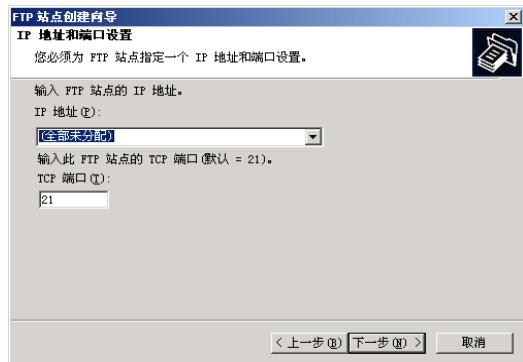 FTP 站点创建向导
IP 地址和端口设置
您必须为 FTP 站点指定一个 IP 地址和端口设置。
输入 FTP 站点的 IP 地址。
IP 地址(P):
(全部未分配)
输入此 FTP 站点的 TCP 端口(默认 = 21)。
TCP 端口(T):
21
< 上一步(B) 下一步(N) > 取消